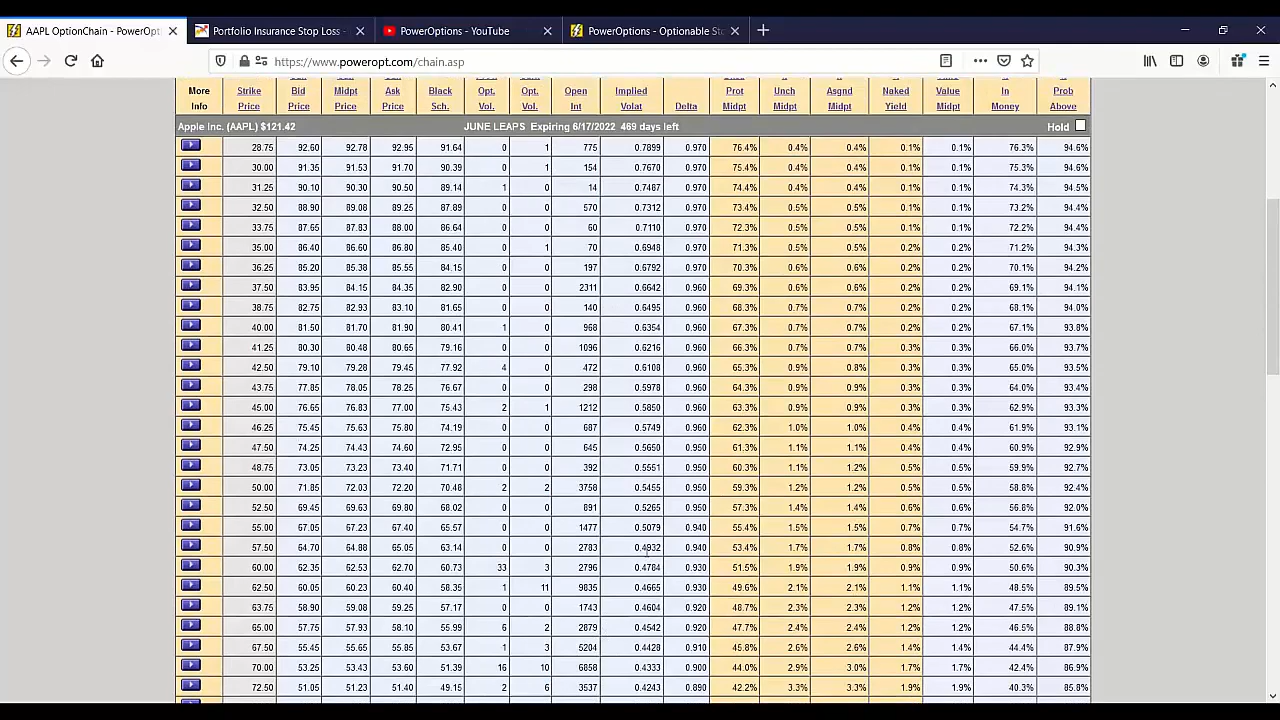 AAPL OptionChain - PowerOpt
Portfolio Insurance Stop Loss -
PowerOptions - YouTube
PowerOptions - Optionable St
https://www.poweropt.com/chain.asp
More Info Strike Price Bid Price Midpt Price Ask Price Black Sch. Opt. Vol. Opt. Vol. Open Int Implied Volat Delta Prot Midpt Unch Midpt Asgnd Midpt Naked Yield Value Midpt In Money Prob Above
Apple Inc. (AAPL) $121.42 JUNE LEAPS Expiring 6/17/2022 469 days left Hold
28.75 92.60 92.78 92.95 91.64 0 1 775 0.7899 0.970 76.4% 0.4% 0.4% 0.1% 0.1% 76.3% 94.6%
30.00 91.35 91.53 91.70 90.39 0 1 154 0.7670 0.970 75.4% 0.4% 0.4% 0.1% 0.1% 75.3% 94.6%
31.25 90.10 90.30 90.50 89.14 1 0 14 0.7487 0.970 74.4% 0.4% 0.4% 0.1% 0.1% 74.3% 94.5%
32.50 88.90 89.08 89.25 87.89 0 0 570 0.7312 0.970 73.4% 0.5% 0.5% 0.1% 0.1% 73.2% 94.4%
33.75 87.65 87.83 88.00 86.64 0 0 60 0.7110 0.970 72.3% 0.5% 0.5% 0.1% 0.1% 72.2% 94.4%
35.00 86.40 86.60 86.80 85.40 0 1 70 0.6948 0.970 71.3% 0.5% 0.5% 0.2% 0.2% 71.2% 94.3%
36.25 85.20 85.38 85.55 84.15 0 0 197 0.6792 0.970 70.3% 0.6% 0.6% 0.2% 0.2% 70.1% 94.2%
37.50 83.95 84.15 84.35 82.90 0 0 2311 0.6642 0.960 69.3% 0.6% 0.6% 0.2% 0.2% 69.1% 94.1%
38.75 82.75 82.93 83.10 81.65 0 0 140 0.6495 0.960 68.3% 0.7% 0.7% 0.2% 0.2% 68.1% 94.0%
40.00 81.50 81.70 81.90 80.41 1 0 968 0.6354 0.960 67.3% 0.7% 0.7% 0.2% 0.2% 67.1% 93.8%
41.25 80.30 80.48 80.65 79.16 0 0 1096 0.6216 0.960 66.3% 0.7% 0.7% 0.3% 0.3% 66.0% 93.7%
42.50 79.10 79.28 79.45 77.92 4 0 472 0.6108 0.960 65.3% 0.9% 0.8% 0.3% 0.3% 65.0% 93.5%
43.75 77.85 78.05 78.25 76.67 0 0 298 0.5978 0.960 64.3% 0.9% 0.9% 0.3% 0.3% 64.0% 93.4%
45.00 76.65 76.83 77.00 75.43 2 1 1212 0.5850 0.960 63.3% 0.9% 0.9% 0.3% 0.3% 62.9% 93.3%
46.25 75.45 75.63 75.80 74.19 0 0 687 0.5749 0.960 62.3% 1.0% 1.0% 0.4% 0.4% 61.9% 93.1%
47.50 74.25 74.43 74.60 72.95 0 0 645 0.5650 0.950 61.3% 1.1% 1.1% 0.4% 0.4% 60.9% 92.9%
48.75 73.05 73.23 73.40 71.71 0 0 392 0.5551 0.950 60.3% 1.1% 1.2% 0.5% 0.5% 59.9% 92.7%
50.00 71.85 72.03 72.20 70.48 2 2 3758 0.5455 0.950 59.3% 1.2% 1.2% 0.5% 0.5% 58.8% 92.4%
52.50 69.45 69.63 69.80 68.02 0 0 891 0.5265 0.950 57.3% 1.4% 1.4% 0.6% 0.6% 56.8% 92.0%
55.00 67.05 67.23 67.40 65.57 0 0 1477 0.5079 0.940 55.4% 1.5% 1.5% 0.7% 0.7% 54.7% 91.6%
57.50 64.70 64.88 65.05 63.14 0 0 2783 0.4932 0.940 53.4% 1.7% 1.7% 0.8% 0.8% 52.6% 90.9%
60.00 62.35 62.53 62.70 60.73 33 3 2796 0.4784 0.930 51.5% 1.9% 1.9% 0.9% 0.9% 50.6% 90.3%
62.50 60.05 60.23 60.40 58.35 1 11 9835 0.4665 0.930 49.6% 2.1% 2.1% 1.1% 1.1% 48.5% 89.5%
63.75 58.90 59.08 59.25 57.17 0 0 1743 0.4604 0.920 48.7% 2.3% 2.3% 1.2% 1.2% 47.5% 89.1%
65.00 57.75 57.93 58.10 55.99 6 2 2879 0.4542 0.920 47.7% 2.4% 2.4% 1.2% 1.2% 46.5% 88.8%
67.50 55.45 55.65 55.85 53.67 1 3 5204 0.4428 0.910 45.8% 2.6% 2.6% 1.4% 1.4% 44.4% 87.9%
70.00 53.25 53.43 53.60 51.39 16 10 6858 0.4333 0.900 44.0% 2.9% 3.0% 1.7% 1.7% 42.4% 86.9%
72.50 51.05 51.23 51.40 49.15 2 6 3537 0.4243 0.890 42.2% 3.3% 3.3% 1.9% 1.9% 40.3% 85.8%